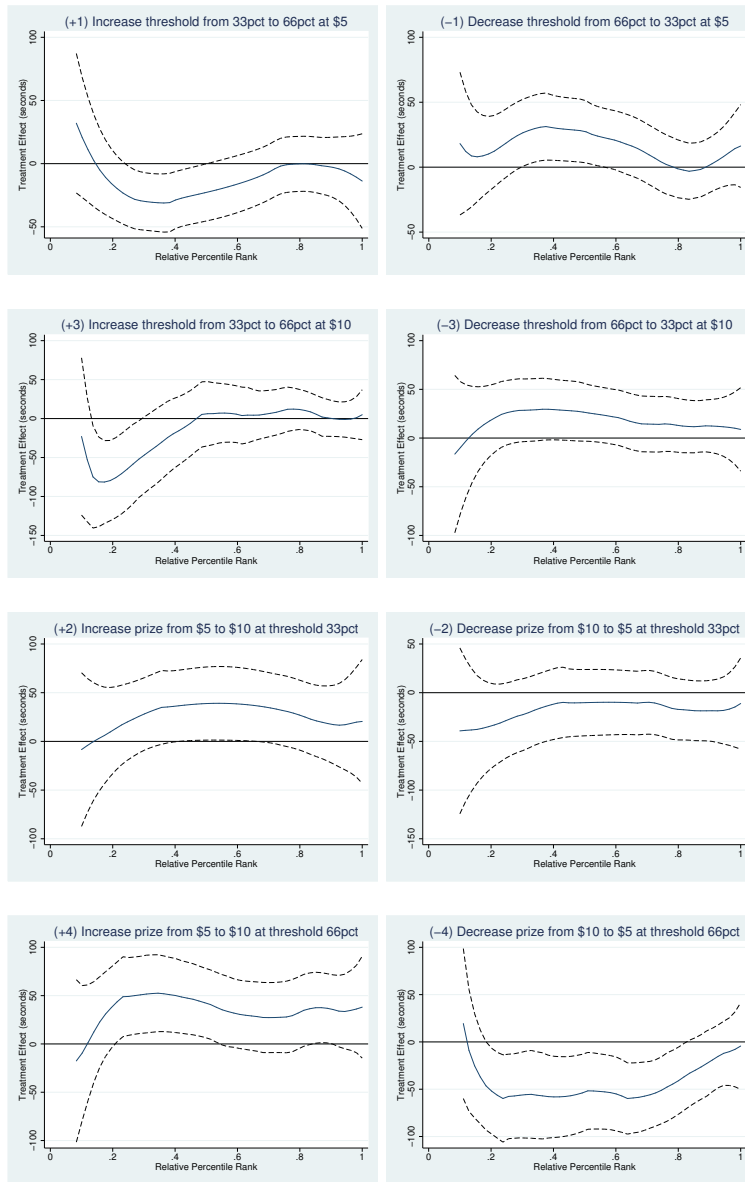 (+1) Increase threshold from 33pct to 66pct at $5
Treatment Effect (seconds)
100
50
0
−50
0 .2 .4 .6 .8 1
Relative Percentile Rank
(−1) Decrease threshold from 66pct to 33pct at $5
Treatment Effect (seconds)
100
50
0
−50
0 .2 .4 .6 .8 1
Relative Percentile Rank
(+3) Increase threshold from 33pct to 66pct at $10
Treatment Effect (seconds)
100
50
0
−50
−100
−150
0 .2 .4 .6 .8 1
Relative Percentile Rank
(−3) Decrease threshold from 66pct to 33pct at $10
Treatment Effect (seconds)
100
50
0
−50
−100
0 .2 .4 .6 .8 1
Relative Percentile Rank
(+2) Increase prize from $5 to $10 at threshold 33pct
Treatment Effect (seconds)
100
50
0
−50
−100
0 .2 .4 .6 .8 1
Relative Percentile Rank
(−2) Decrease prize from $10 to $5 at threshold 33pct
Treatment Effect (seconds)
50
0
−50
−100
−150
0 .2 .4 .6 .8 1
Relative Percentile Rank
(+4) Increase prize from $5 to $10 at threshold 66pct
Treatment Effect (seconds)
100
50
0
−50
−100
0 .2 .4 .6 .8 1
Relative Percentile Rank
(−4) Decrease prize from $10 to $5 at threshold 66pct
Treatment Effect (seconds)
100
50
0
−50
−100
0 .2 .4 .6 .8 1
Relative Percentile Rank